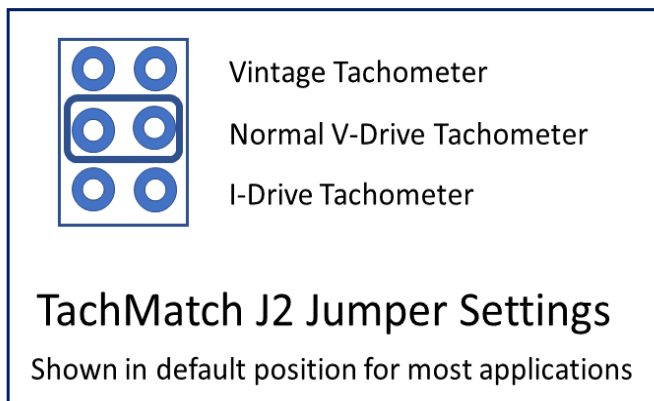 Vintage Tachometer
Normal V-Drive Tachometer
I-Drive Tachometer
TachMatch J2 Jumper Settings
Shown in default position for most applications